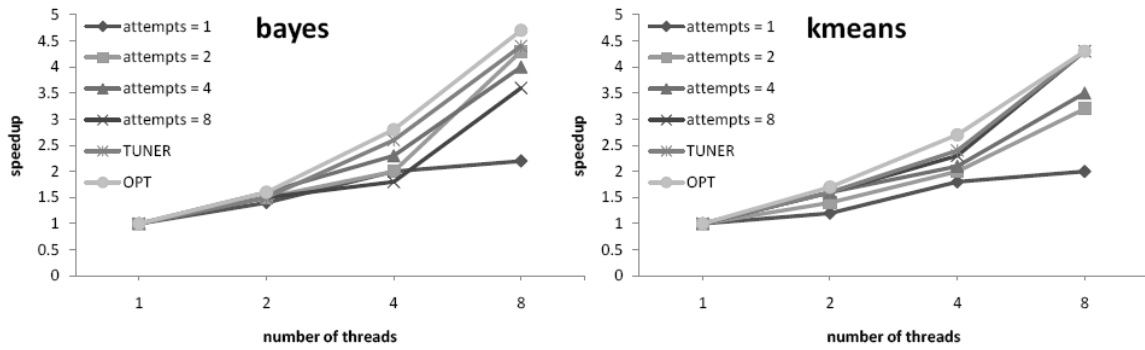 bayes
speedup
5
4.5
4
3.5
3
2.5
2
1.5
1
0.5
0
attempts = 1
attempts = 2
attempts = 4
attempts = 8
TUNER
OPT
1 2 4 8
number of threads
kmeans
speedup
5
4.5
4
3.5
3
2.5
2
1.5
1
0.5
0
attempts = 1
attempts = 2
attempts = 4
attempts = 8
TUNER
OPT
1 2 4 8
number of threads